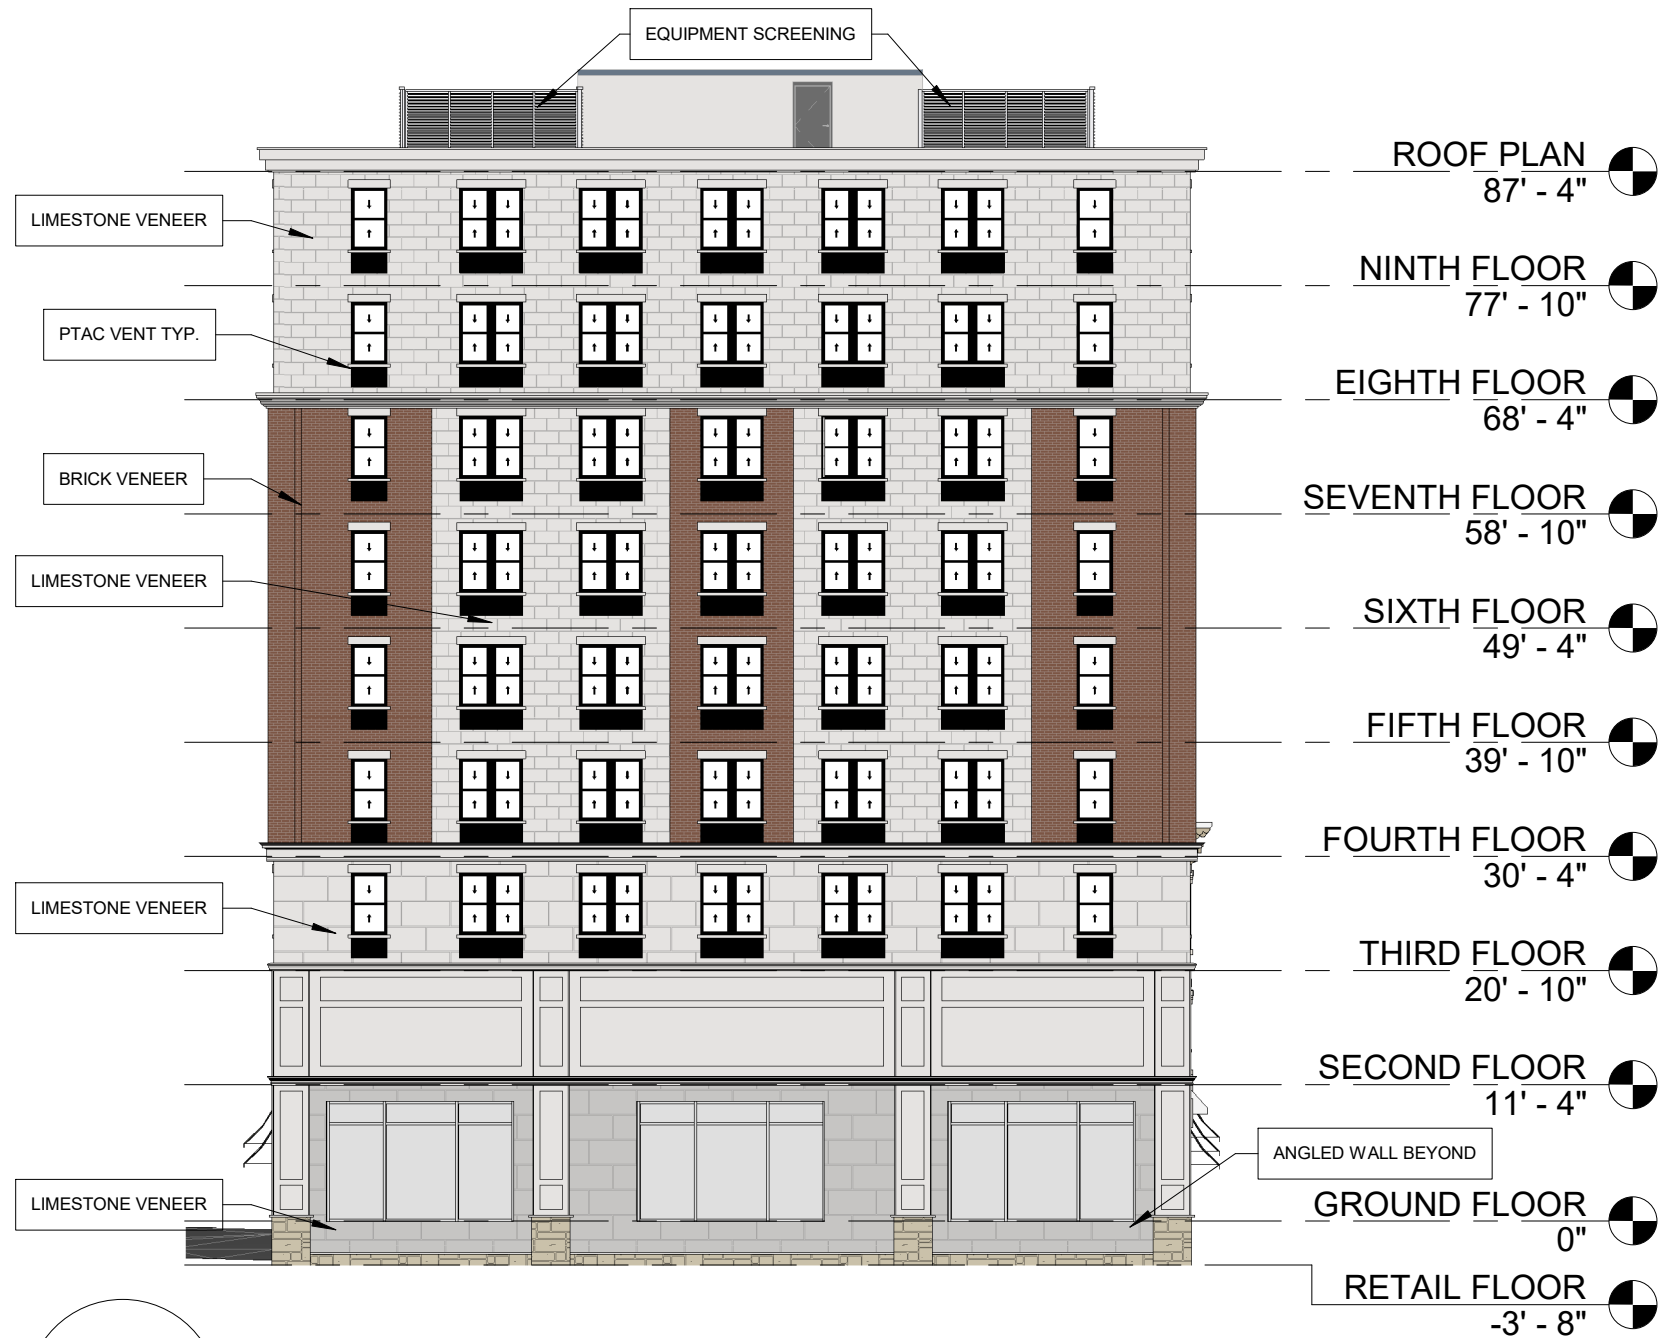 EQUIPMENT SCREENING
ROOF PLAN
87' - 4"
LIMESTONE VENEER
NINTH FLOOR
77' - 10"
PTAC VENT TYP.
EIGHTH FLOOR
68' - 4"
BRICK VENEER
SEVENTH FLOOR
58' - 10"
LIMESTONE VENEER
SIXTH FLOOR
49' - 4"
FIFTH FLOOR
39' - 10"
FOURTH FLOOR
30' - 4"
LIMESTONE VENEER
THIRD FLOOR
20' - 10"
SECOND FLOOR
11' - 4"
ANGLED WALL BEYOND
LIMESTONE VENEER
GROUND FLOOR
0"
RETAIL FLOOR
-3' - 8"